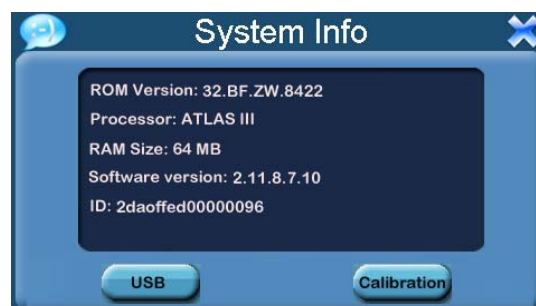 System Info
ROM Version: 32.BF.ZW.8422
Processor: ATLAS III
RAM Size: 64 MB
Software version: 2.11.8.7.10
ID: 2daoffed00000096
USB
Calibration